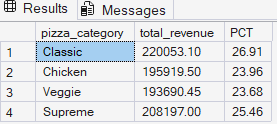 Results Messages
pizza_category total_revenue PCT
1 Classic 220053.10 26.91
2 Chicken 195919.50 23.96
3 Veggie 193690.45 23.68
4 Supreme 208197.00 25.46